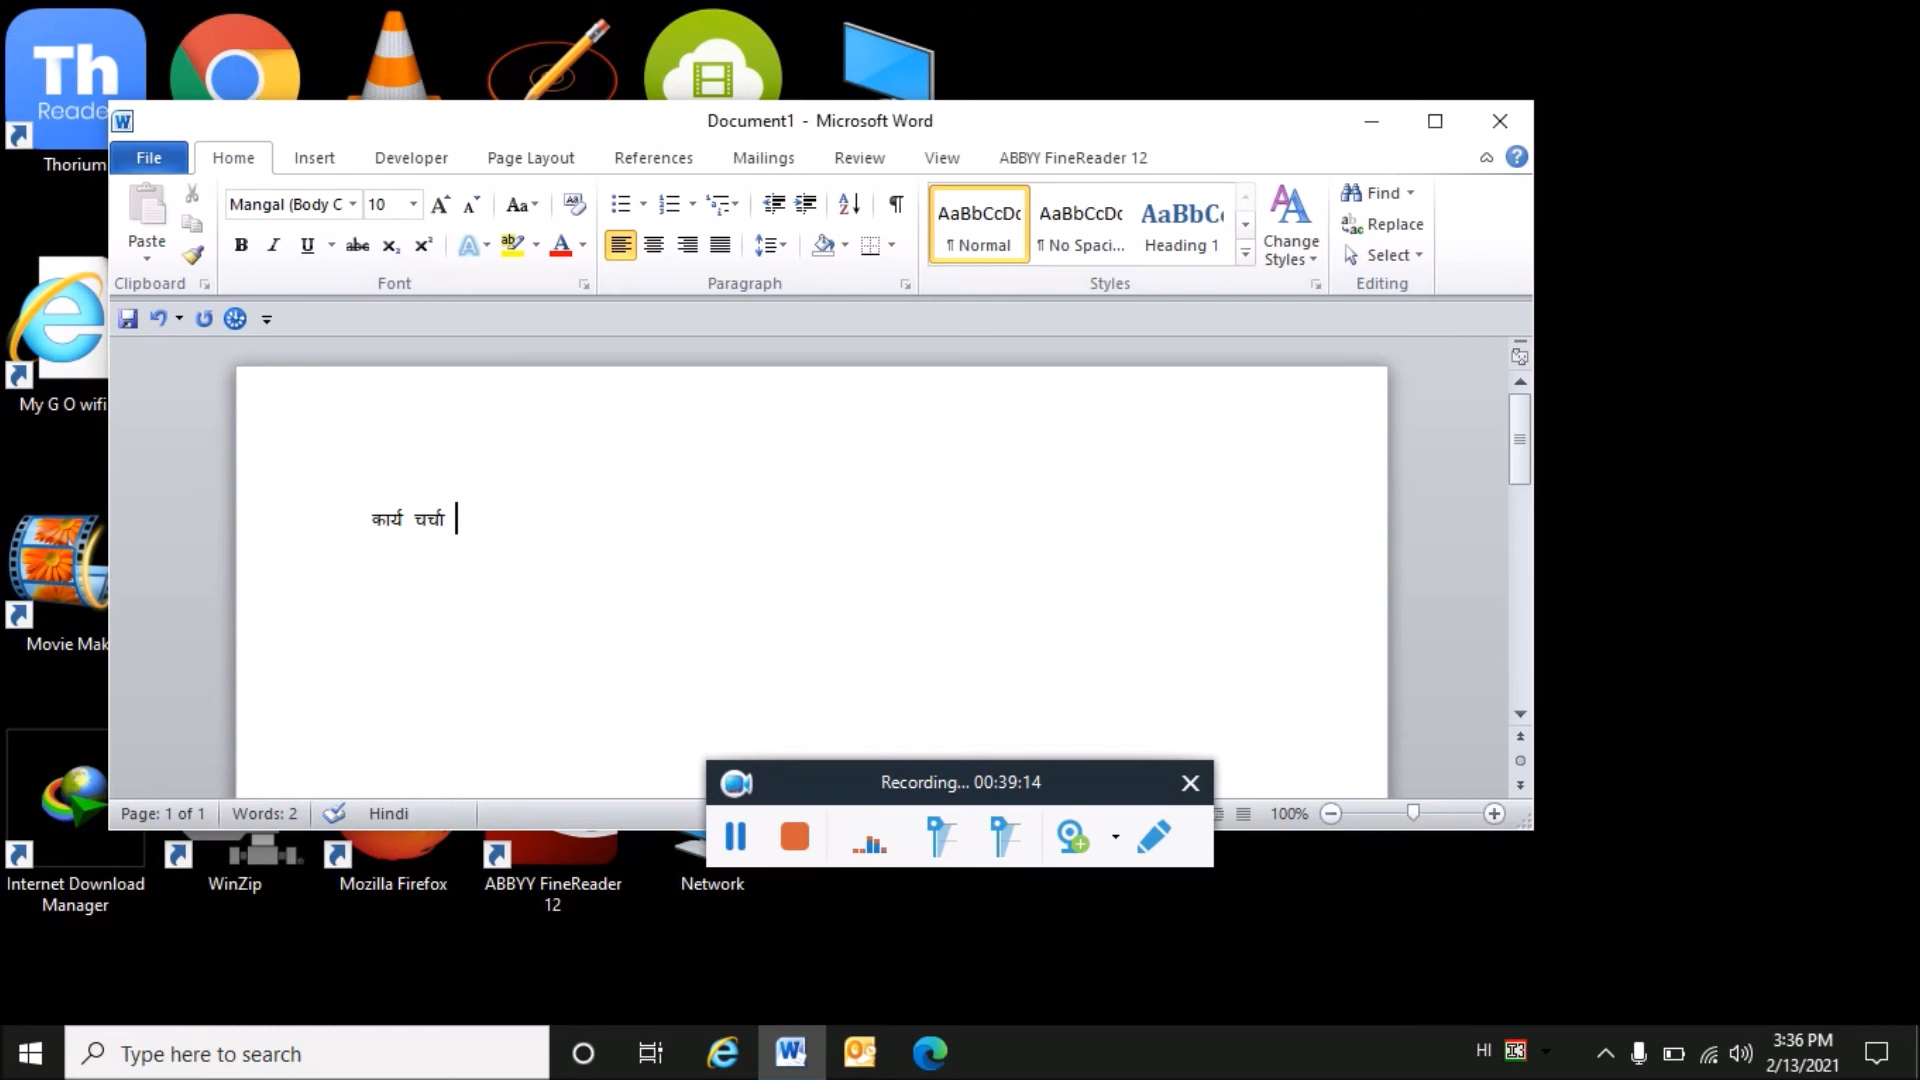 Th
Reade
Thorium
Document1 - Microsoft Word
File Home Insert Developer Page Layout References Mailings Review View ABBYY FineReader 12
Paste
Clipboard
Mangal (Body C 10
Font
Paragraph
AaBbCcDc AaBbCcDc AaBbCc
¶ Normal ¶ No Spaci... Heading 1
Styles
Change Styles
Find
Replace
Select
Editing
My G O wifi
कार्य चर्चा
Movie Mak
Recording... 00:39:14
Page: 1 of 1 Words: 2 Hindi 100%
Internet Download Manager
WinZip
Mozilla Firefox
ABBYY FineReader 12
Network
Type here to search
HI
3:36 PM
2/13/2021